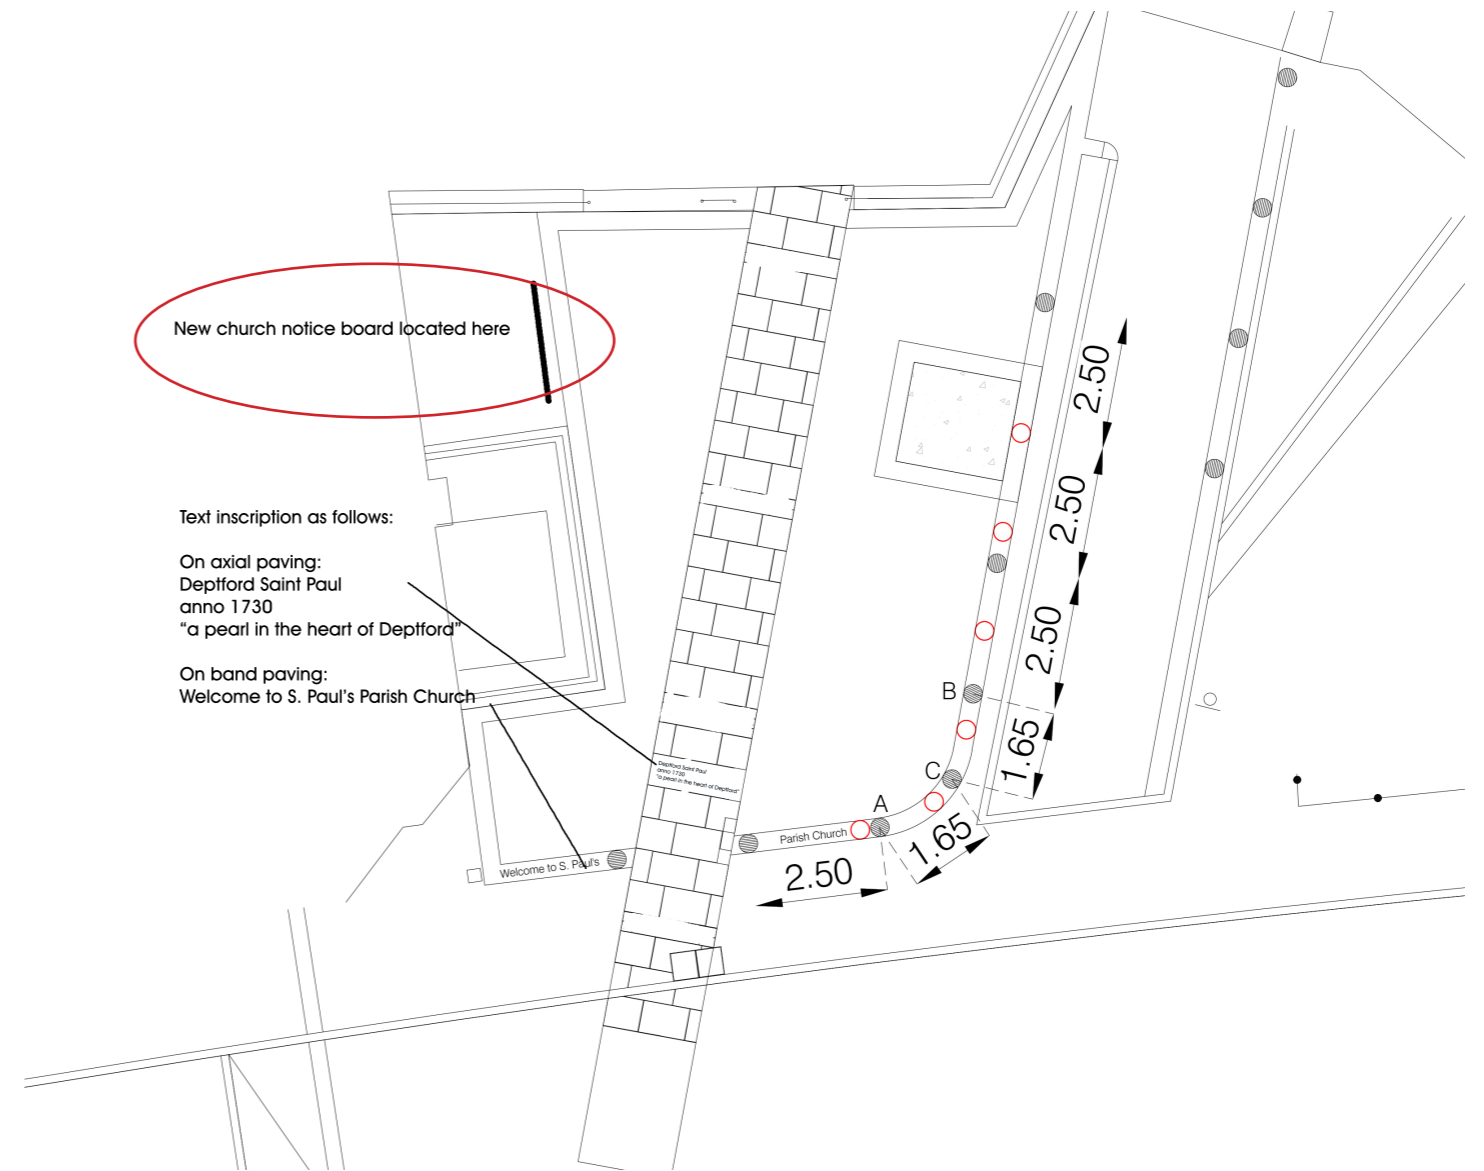 New church notice board located here
Text inscription as follows:
On axial paving:
Deptford Saint Paul
anno 1730
“a pearl in the heart of Deptford”
On band paving:
Welcome to S. Paul's Parish Church
2.50
2.50
2.50
B
1.65
C
A
1.65
2.50
Deptford Saint Paul
anno 1730
"a pearl in the heart of Deptford"
Parish Church
Welcome to S. Paul's